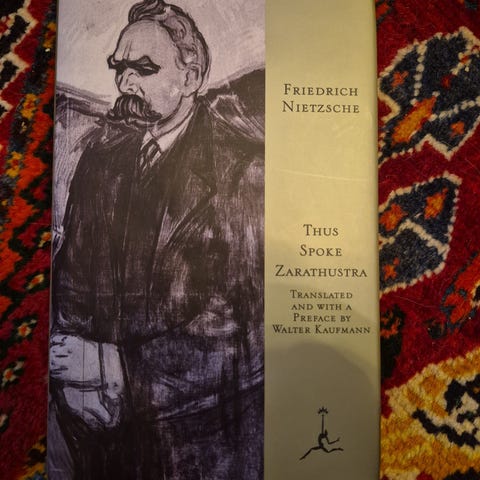 FRIEDRICH
NIETZSCHE
THUS
SPOKE
ZARATHUSTRA
TRANSLATED
AND WITH A
PREFACE BY
WALTER KAUFMANN